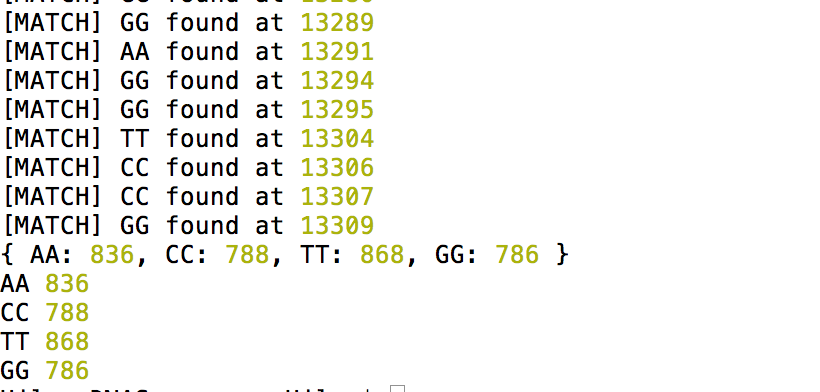 [MATCH] GG found at 13289
[MATCH] AA found at 13291
[MATCH] GG found at 13294
[MATCH] GG found at 13295
[MATCH] TT found at 13304
[MATCH] CC found at 13306
[MATCH] CC found at 13307
[MATCH] GG found at 13309
{ AA: 836, CC: 788, TT: 868, GG: 786 }
AA 836
CC 788
TT 868
GG 786